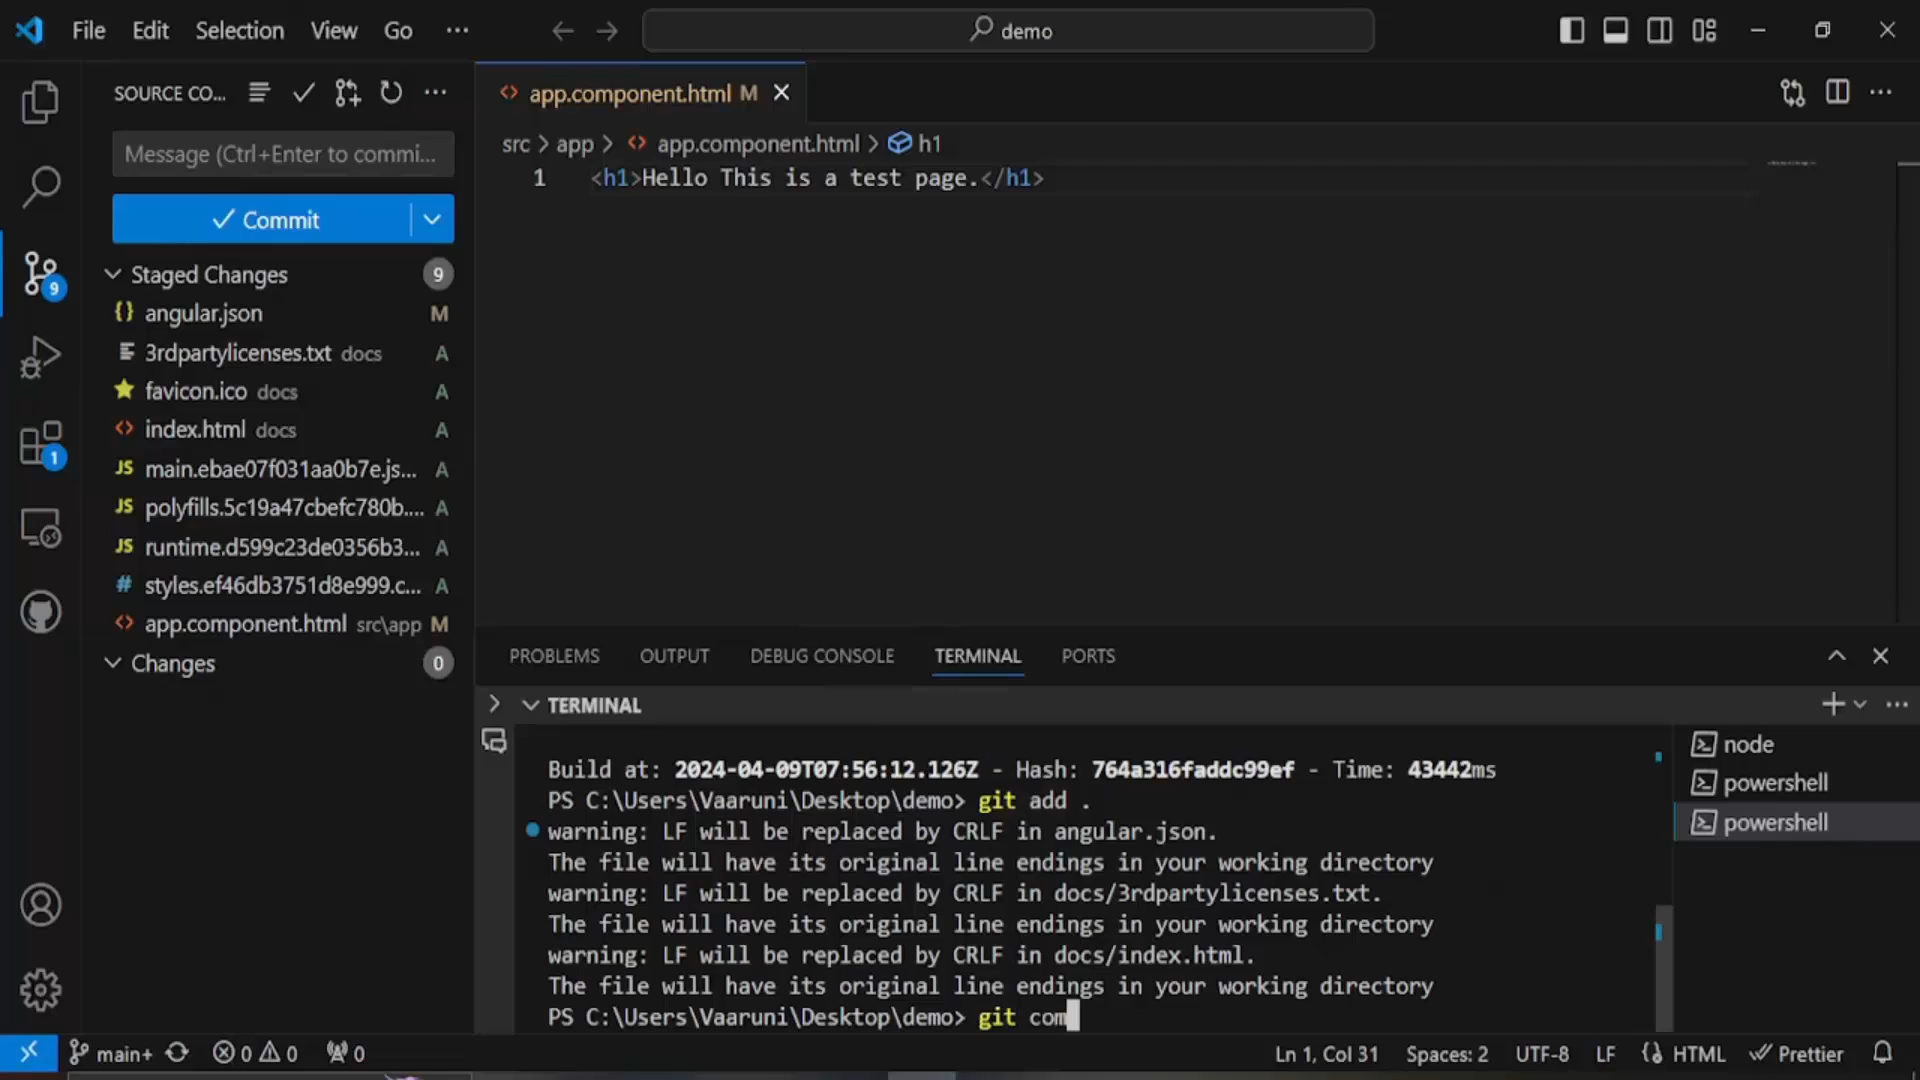 File Edit Selection View Go ...
demo
SOURCE CO...
Message (Ctrl+Enter to commi...
Commit
Staged Changes 9
angular.json M
3rdpartylicenses.txt docs A
favicon.ico docs A
index.html docs A
main.ebae07f031aa0b7e.js... A
polyfills.5c19a47cbefc780b.... A
runtime.d599c23de0356b3... A
styles.ef46db3751d8e999.c... A
app.component.html src\app M
Changes 0
9
1
app.component.html M
src > app > app.component.html > h1
1 <h1>Hello This is a test page.</h1>
PROBLEMS OUTPUT DEBUG CONSOLE TERMINAL PORTS
TERMINAL
Build at: 2024-04-09T07:56:12.126Z - Hash: 764a316faddc99ef - Time: 43442ms
PS C:\Users\Vaaruni\Desktop\demo> git add .
warning: LF will be replaced by CRLF in angular.json.
The file will have its original line endings in your working directory
warning: LF will be replaced by CRLF in docs/3rdpartylicenses.txt.
The file will have its original line endings in your working directory
warning: LF will be replaced by CRLF in docs/index.html.
The file will have its original line endings in your working directory
PS C:\Users\Vaaruni\Desktop\demo> git com
node
powershell
powershell
main+ 0 0 0 Ln 1, Col 31 Spaces: 2 UTF-8 LF HTML Prettier